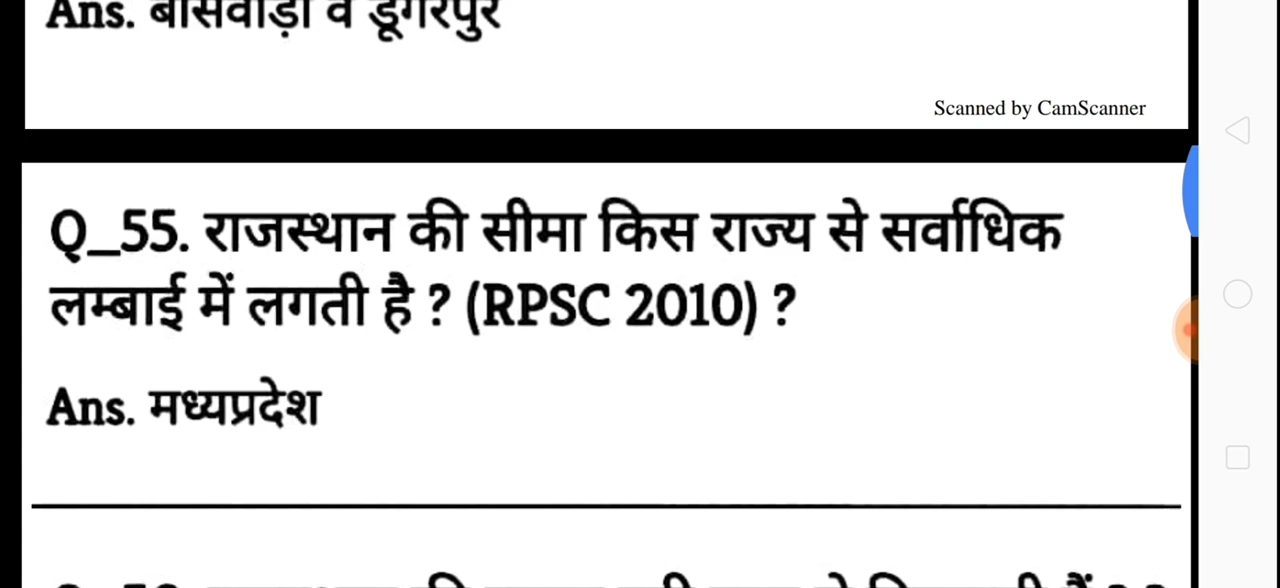 Ans. बांसवाड़ा व डूंगरपुर
Scanned by CamScanner
Q_55. राजस्थान की सीमा किस राज्य से सर्वाधिक
लम्बाई में लगती है ? (RPSC 2010) ?
Ans. मध्यप्रदेश